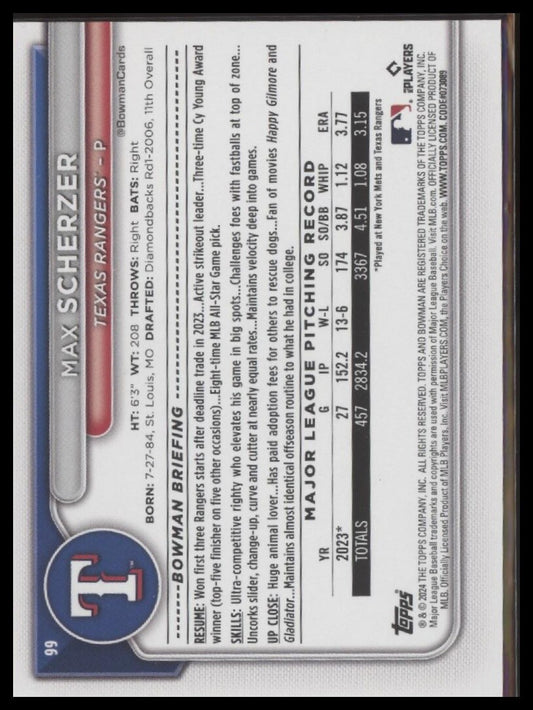 99
T
MAX SCHERZER
TEXAS RANGERS® – P
@BowmanCards
HT: 6'3" WT: 208 THROWS: Right BATS: Right
BORN: 7-27-84, St. Louis, MO DRAFTED: Diamondbacks Rd1-2006, 11th Overall
BOWMAN BRIEFING
RESUME: Won first three Rangers starts after deadline trade in 2023...Active strikeout leader...Three-time Cy Young Award
winner (top-five finisher on five other occasions)...Eight-time MLB All-Star Game pick.
SKILLS: Ultra-competitive righty who elevates his game in big spots...Challenges foes with fastballs at top of zone...
Uncorks slider, change-up, curve and cutter at nearly equal rates...Maintains velocity deep into games.
UP CLOSE: Huge animal lover...Has paid adoption fees for others to rescue dogs...Fan of movies Happy Gilmore and
Gladiator...Maintains almost identical offseason routine to what he had in college.
MAJOR LEAGUE PITCHING RECORD
YR G IP W-L SO SO/BB WHIP ERA
2023* 27 152.2 13-6 174 3.87 1.12 3.77
TOTALS 457 2834.2 3367 4.51 1.08 3.15
*Played at New York Mets and Texas Rangers
topps
PLAYERS
® & © 2024 THE TOPPS COMPANY, INC. ALL RIGHTS RESERVED. TOPPS AND BOWMAN ARE REGISTERED TRADEMARKS OF THE TOPPS COMPANY, INC.
Major League Baseball trademarks and copyrights are used with permission of Major League Baseball. Visit MLB.com. OFFICIALLY LICENSED PRODUCT OF
MLB. Officially Licensed Product of MLB Players, Inc. Visit MLBPLAYERS.com, the Players Choice on the web. WWW.TOPPS.COM. CODE#CT3089